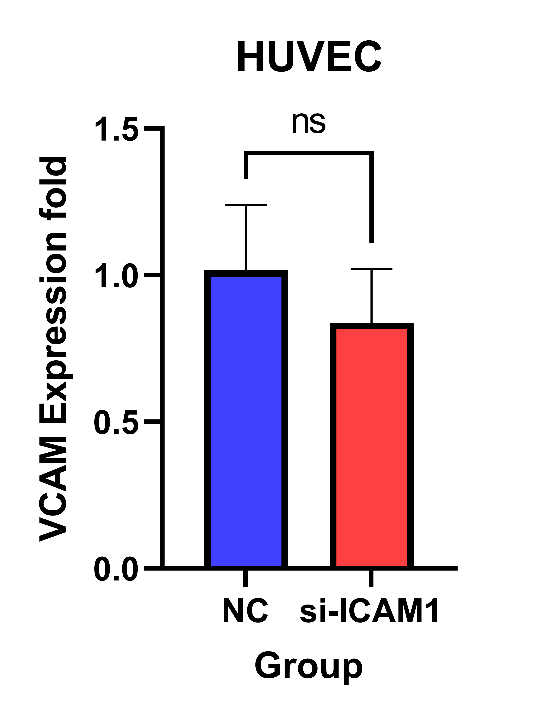 HUVEC
ns
1.5
1.0
0.5
0.0
VCAM Expression fold
NC si-ICAM1
Group